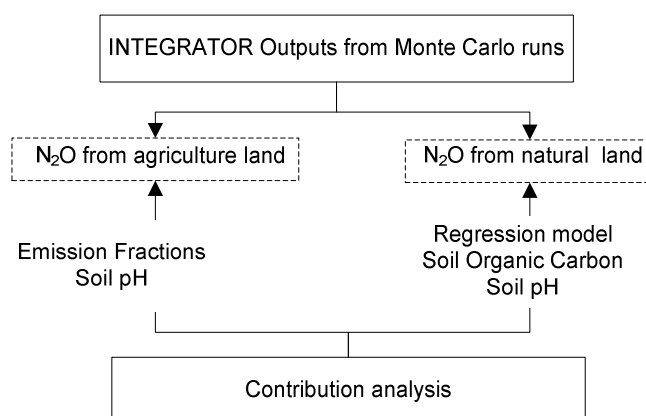 INTEGRATOR Outputs from Monte Carlo runs
N₂O from agriculture land
N₂O from natural land
Emission Fractions
Soil pH
Regression model
Soil Organic Carbon
Soil pH
Contribution analysis